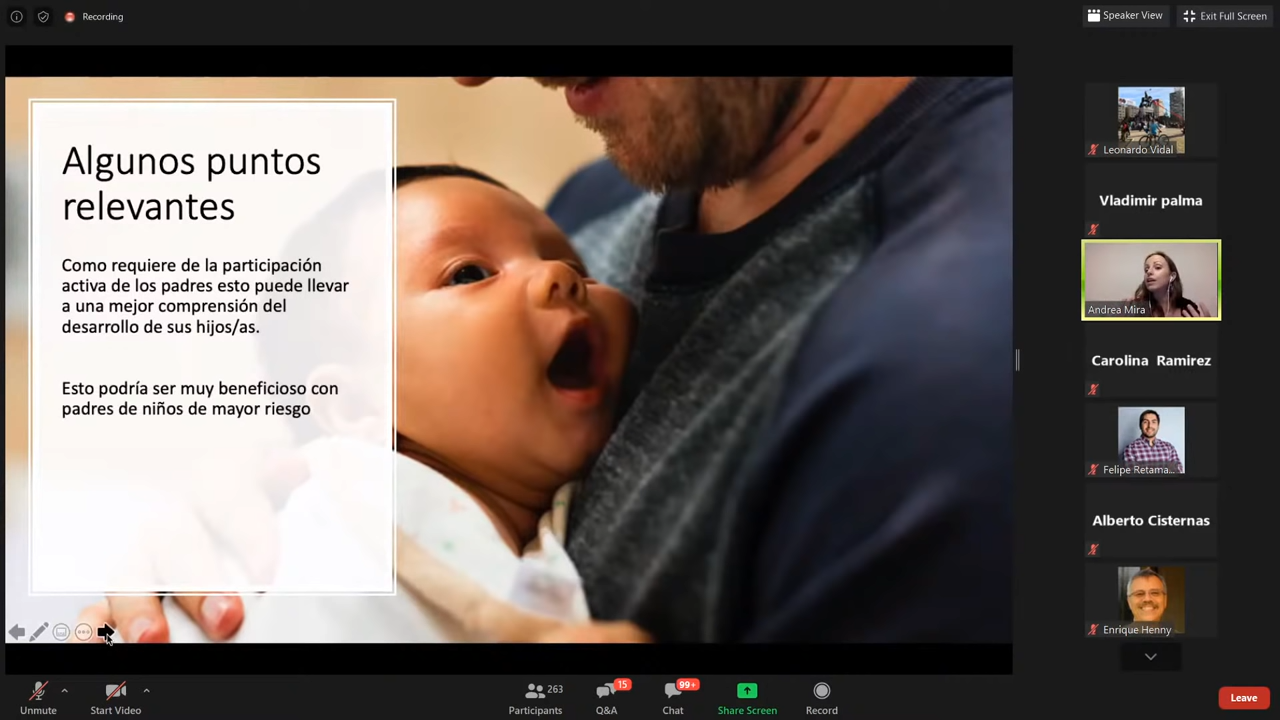 Recording
Speaker View
Exit Full Screen
Algunos puntos
relevantes
Como requiere de la participación
activa de los padres esto puede llevar
a una mejor comprensión del
desarrollo de sus hijos/as.
Esto podría ser muy beneficioso con
padres de niños de mayor riesgo
Leonardo Vidal
Vladimir palma
Andrea Mira
Carolina Ramirez
Felipe Retama...
Alberto Cisternas
Enrique Henny
Unmute
Start Video
263
Participants
15
Q&A
99+
Chat
Share Screen
Record
Leave